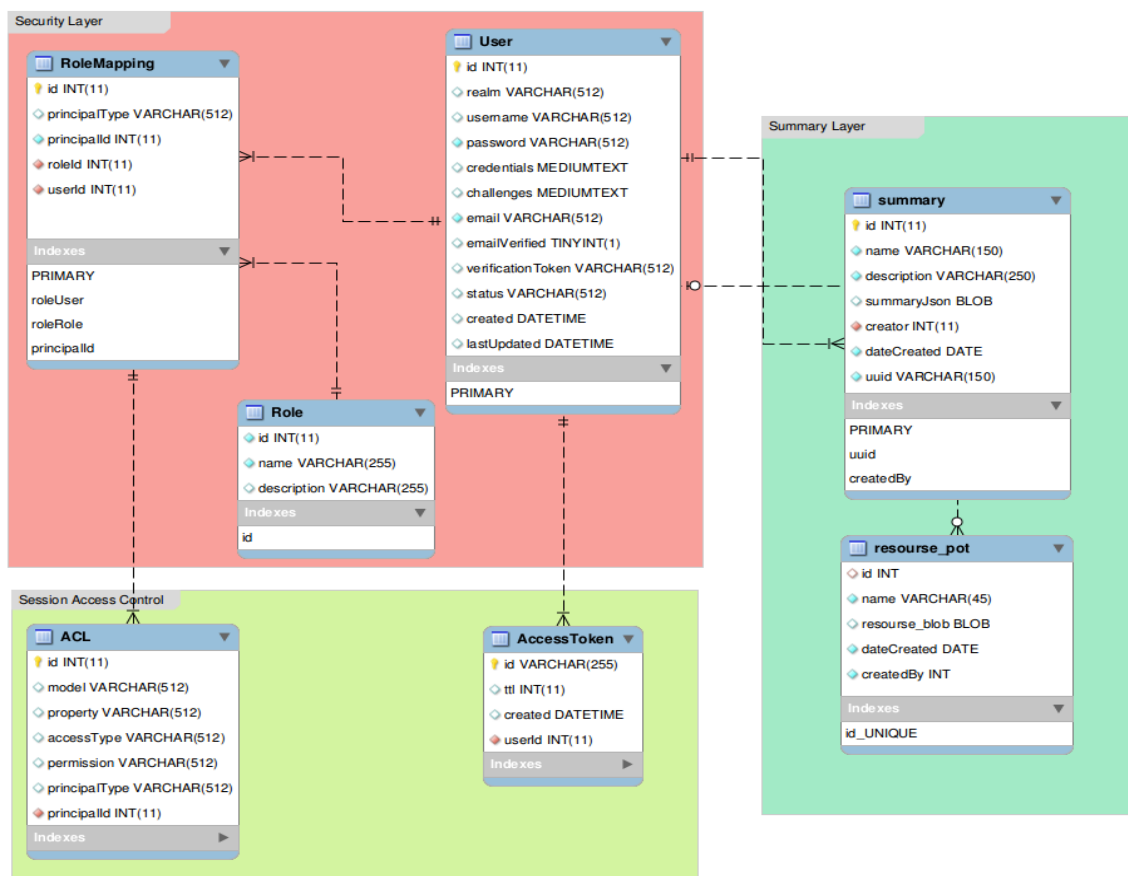 Security Layer
RoleMapping
id INT(11)
principalType VARCHAR(512)
principalId INT(11)
roleId INT(11)
userId INT(11)
Indexes
PRIMARY
roleUser
roleRole
principalId
User
id INT(11)
realm VARCHAR(512)
username VARCHAR(512)
password VARCHAR(512)
credentials MEDIUMTEXT
challenges MEDIUMTEXT
email VARCHAR(512)
emailVerified TINYINT(1)
verificationToken VARCHAR(512)
status VARCHAR(512)
created DATETIME
lastUpdated DATETIME
Indexes
PRIMARY
Role
id INT(11)
name VARCHAR(255)
description VARCHAR(255)
Indexes
id
Summary Layer
summary
id INT(11)
name VARCHAR(150)
description VARCHAR(250)
summaryJson BLOB
creator INT(11)
dateCreated DATE
uuid VARCHAR(150)
Indexes
PRIMARY
uuid
createdBy
resourse_pot
id INT
name VARCHAR(45)
resourse_blob BLOB
dateCreated DATE
createdBy INT
Indexes
id_UNIQUE
Session Access Control
ACL
id INT(11)
model VARCHAR(512)
property VARCHAR(512)
accessType VARCHAR(512)
permission VARCHAR(512)
principalType VARCHAR(512)
principalId INT(11)
Indexes
AccessToken
id VARCHAR(255)
ttl INT(11)
created DATETIME
userId INT(11)
Indexes